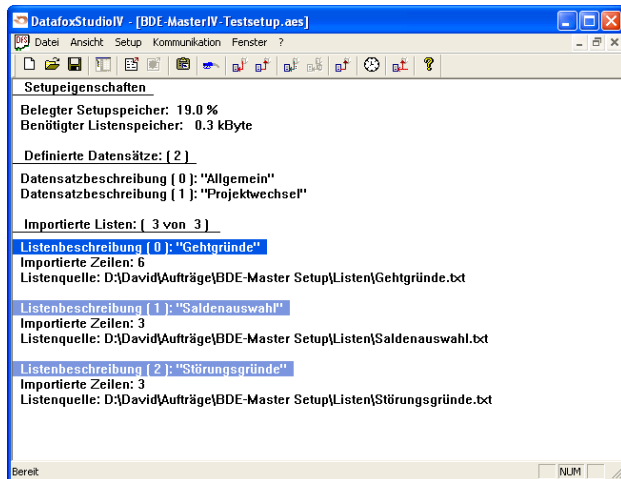 DatafoxStudioIV - [BDE-MasterIV-Testsetup.aes]
Datei Ansicht Setup Kommunikation Fenster ?
Setupeigenschaften
Belegter Setupspeicher: 19.0 %
Benötigter Listenspeicher: 0.3 kByte
Definierte Datensätze: ( 2 )
Datensatzbeschreibung ( 0 ): "Allgemein"
Datensatzbeschreibung ( 1 ): "Projektwechsel"
Importierte Listen: ( 3 von 3 )
Listenbeschreibung ( 0 ): "Gehtgründe"
Importierte Zeilen: 6
Listenquelle: D:\David\Aufträge\BDE-Master Setup\Listen\Gehtgründe.txt
Listenbeschreibung ( 1 ): "Saldenauswahl"
Importierte Zeilen: 3
Listenquelle: D:\David\Aufträge\BDE-Master Setup\Listen\Saldenauswahl.txt
Listenbeschreibung ( 2 ): "Störungsgründe"
Importierte Zeilen: 3
Listenquelle: D:\David\Aufträge\BDE-Master Setup\Listen\Störungsgründe.txt
Bereit NUM